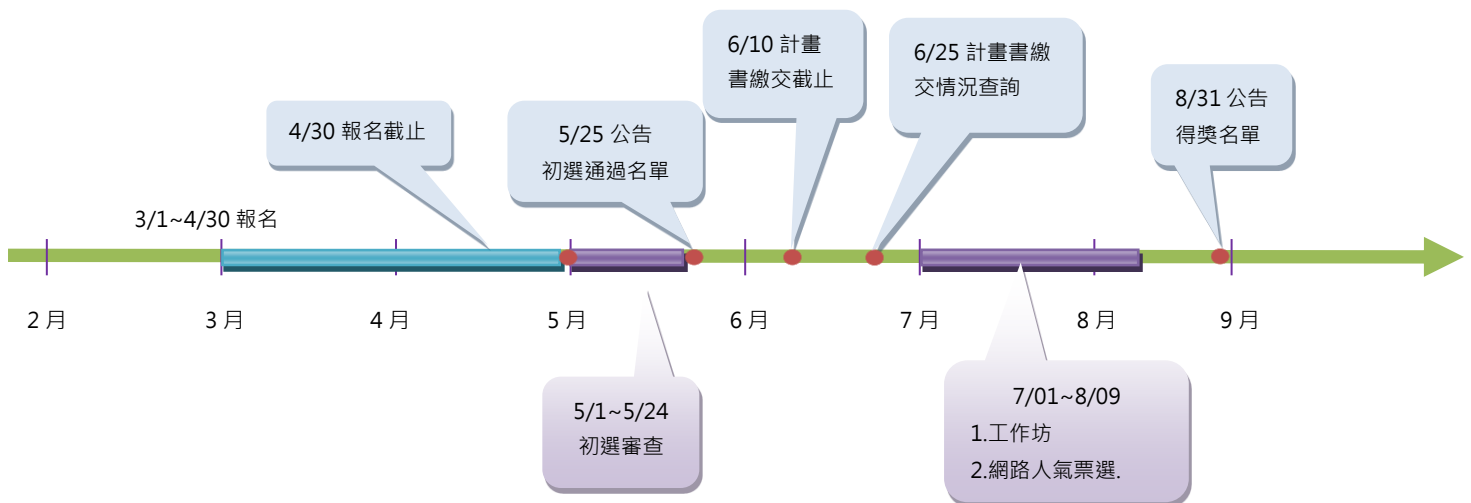 6/10 計畫
書繳交截止
6/25 計畫書繳
交情況查詢
8/31 公告
得獎名單
4/30 報名截止
5/25 公告
初選通過名單
3/1~4/30 報名
2 月
3 月
4 月
5 月
6 月
7 月
8 月
9 月
5/1~5/24
初選審查
7/01~8/09
1.工作坊
2.網路人氣票選.